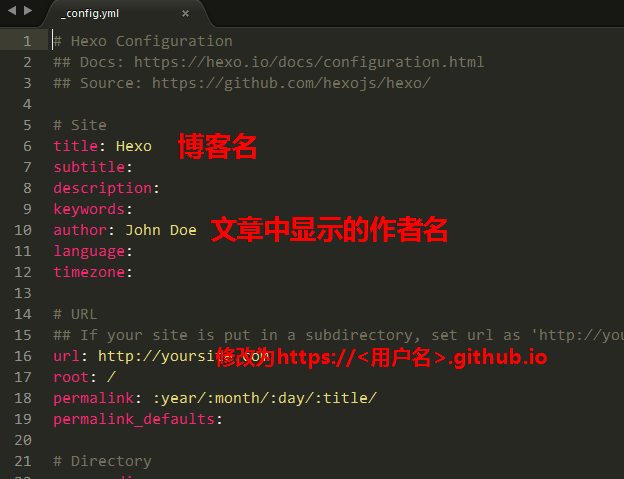 _config.yml ×
1 # Hexo Configuration
2 ## Docs: https://hexo.io/docs/configuration.html
3 ## Source: https://github.com/hexojs/hexo/
4
5 # Site
6 title: Hexo 博客名
7 subtitle:
8 description:
9 keywords:
10 author: John Doe 文章中显示的作者名
11 language:
12 timezone:
13
14 # URL
15 ## If your site is put in a subdirectory, set url as 'http://you
16 url: http://yoursite.com 修改为https://<用户名>.github.io
17 root: /
18 permalink: :year/:month/:day/:title/
19 permalink_defaults:
20
21 # Directory